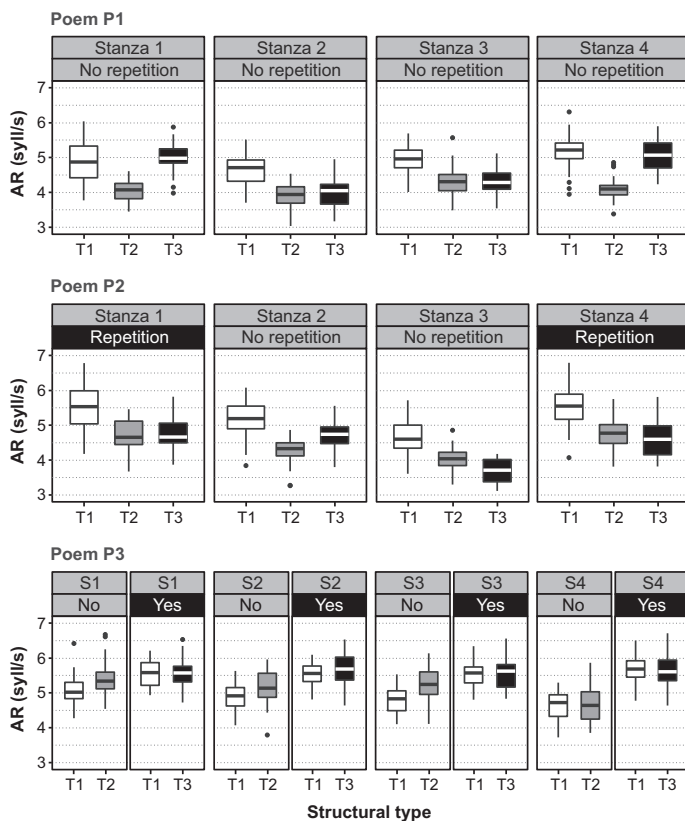 Poem P1
Stanza 1 Stanza 2 Stanza 3 Stanza 4
No repetition No repetition No repetition No repetition
AR (syll/s)
7
6
5
4
3
T1 T2 T3 T1 T2 T3 T1 T2 T3 T1 T2 T3
Poem P2
Stanza 1 Stanza 2 Stanza 3 Stanza 4
Repetition No repetition No repetition Repetition
AR (syll/s)
7
6
5
4
3
T1 T2 T3 T1 T2 T3 T1 T2 T3 T1 T2 T3
Poem P3
S1 S1 S2 S2 S3 S3 S4 S4
No Yes No Yes No Yes No Yes
AR (syll/s)
7
6
5
4
3
T1 T2 T1 T3 T1 T2 T1 T3 T1 T2 T1 T3 T1 T2 T1 T3
Structural type